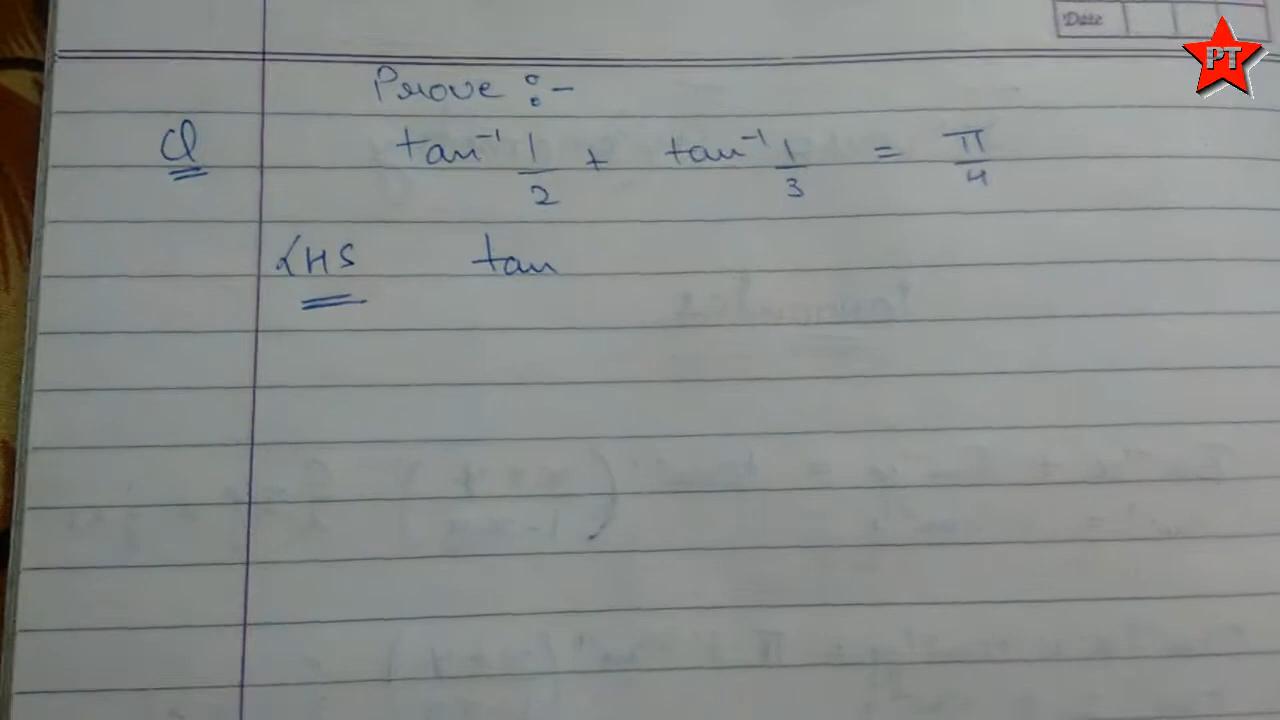 Date
PT
Prove :-
Q tan⁻¹ 1/2 + tan⁻¹ 1/3 = π/4
LHS tan